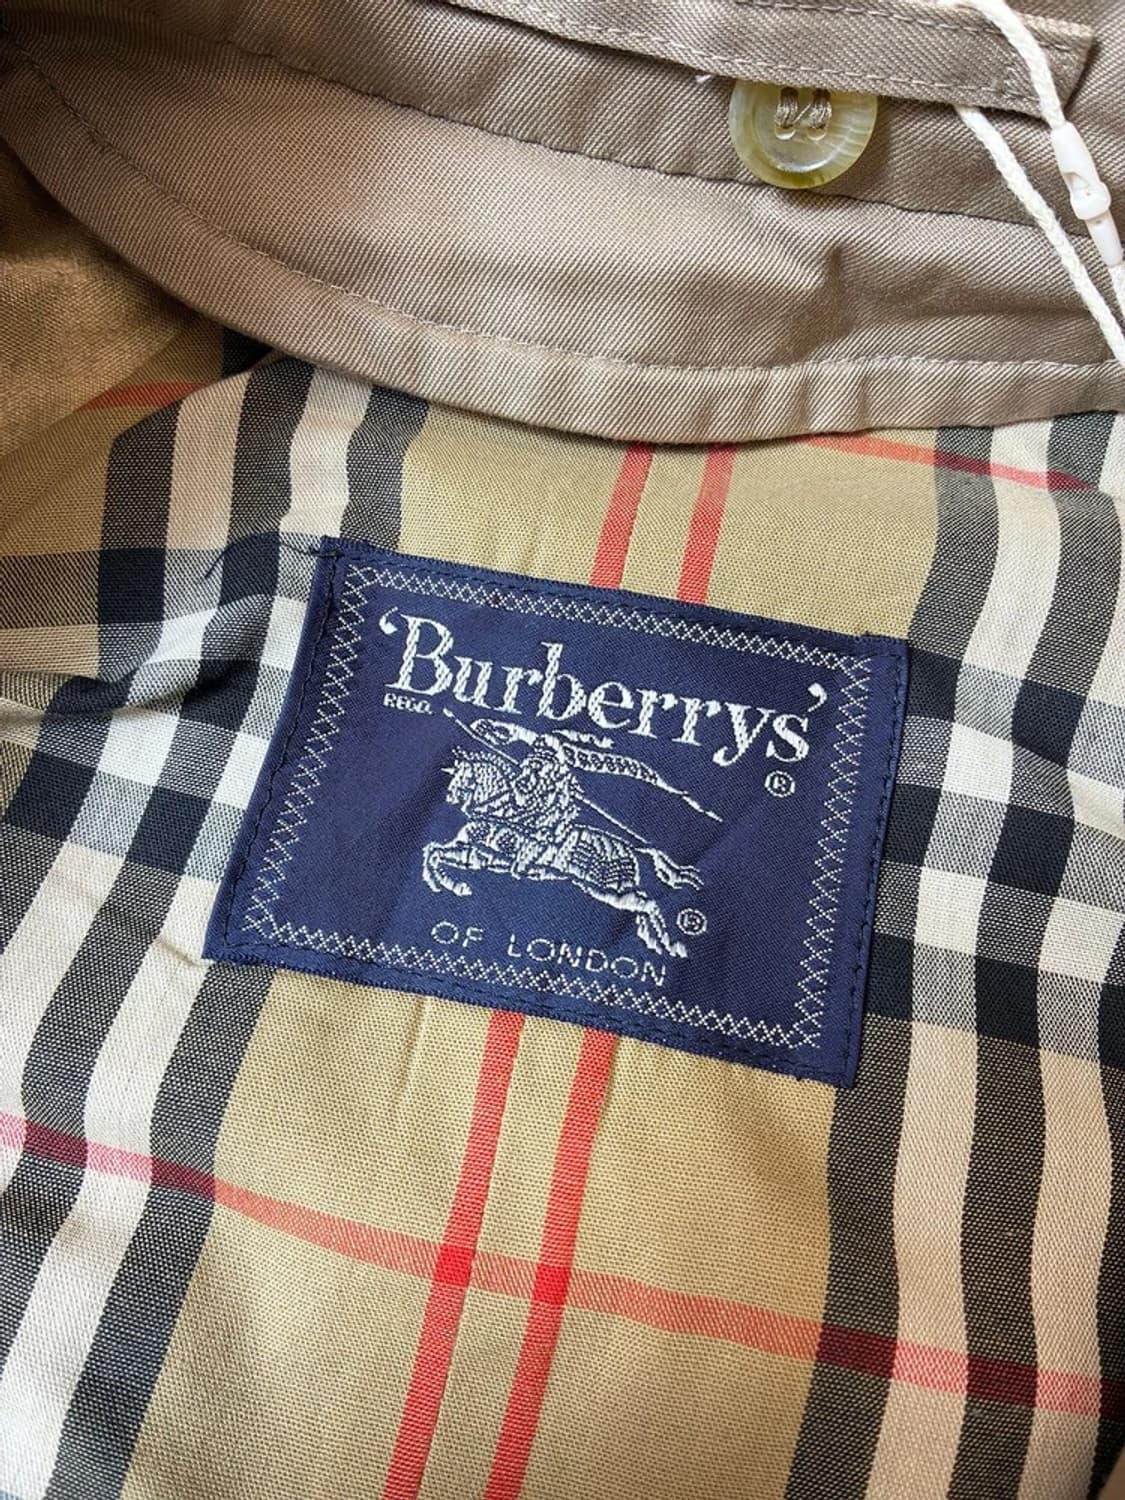 ‘Burberrys’
REGD. ®
®
OF LONDON